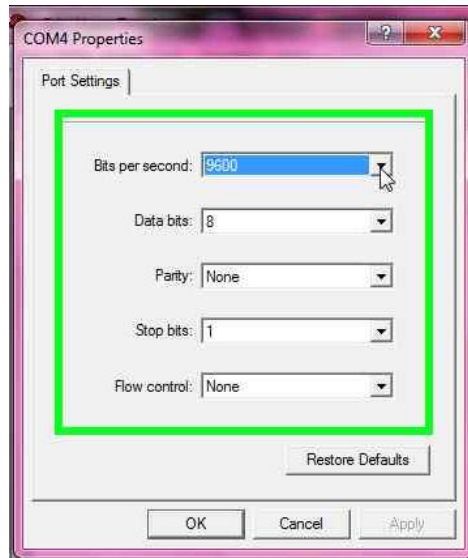 COM4 Properties
Port Settings
Bits per second: 9600
Data bits: 8
Parity: None
Stop bits: 1
Flow control: None
Restore Defaults
OK Cancel Apply